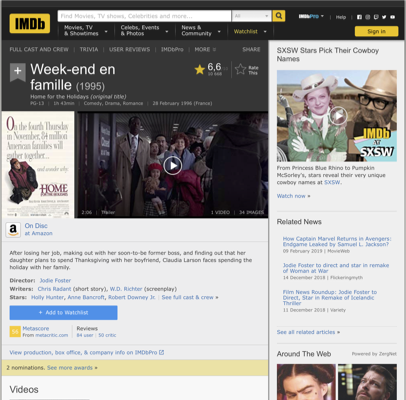 IMDb
Find Movies, TV shows, Celebrities and more...
All
IMDbPro
Help
Movies, TV
& Showtimes
Celebs, Events
& Photos
News &
Community
Watchlist
Sign in
FULL CAST AND CREW | TRIVIA | USER REVIEWS | IMDbPro | MORE
SHARE
Week-end en
famille (1995)
6,6
Rate
This
Home for the Holidays (original title)
PG-13 | 1h 43min | Comedy, Drama, Romance | 28 February 1996 (France)
On the fourth Thursday
in November, 84 million
American families will
gather together...
and wonder why.
HOME
FOR THE
HOLIDAYS
2:06 | Trailer
1 VIDEO | 34 IMAGES
On Disc
at Amazon
After losing her job, making out with her soon-to-be former boss, and finding out that her
daughter plans to spend Thanksgiving with her boyfriend, Claudia Larson faces spending the
holiday with her family.
Director: Jodie Foster
Writers: Chris Radant (short story), W.D. Richter (screenplay)
Stars: Holly Hunter, Anne Bancroft, Robert Downey Jr. | See full cast & crew »
+ Add to Watchlist
Metascore
From metacritic.com
Reviews
84 user | 50 critic
View production, box office, & company info on IMDbPro
2 nominations. See more awards »
Videos
SXSW Stars Pick Their Cowboy
Names
IMDb
AT
SXSW
From Princess Blue Rhino to Pumpkin
McSorley's, stars reveal their very
unique cowboy names at SXSW.
Watch now »
Related News
How Captain Marvel Returns in Avengers:
Endgame Leaked by Samuel L. Jackson?
09 February 2019 | MovieWeb
Jodie Foster to direct and star in remake
of Woman at War
14 December 2018 | Flickeringmyth
Film News Roundup: Jodie Foster to
Direct, Star in Remake of Icelandic
Thriller
11 December 2018 | Variety
See all related articles »
Around The Web
Powered by ZergNet